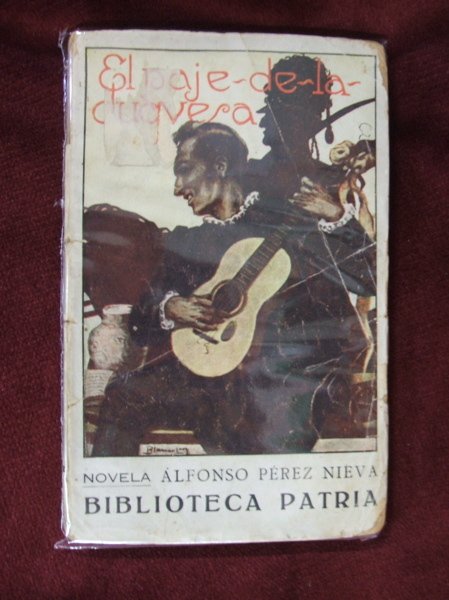 El paje-de-la-
duquesa
NOVELA ÁLFONSO PÉREZ NIEVA
BIBLIOTECA PATRIA